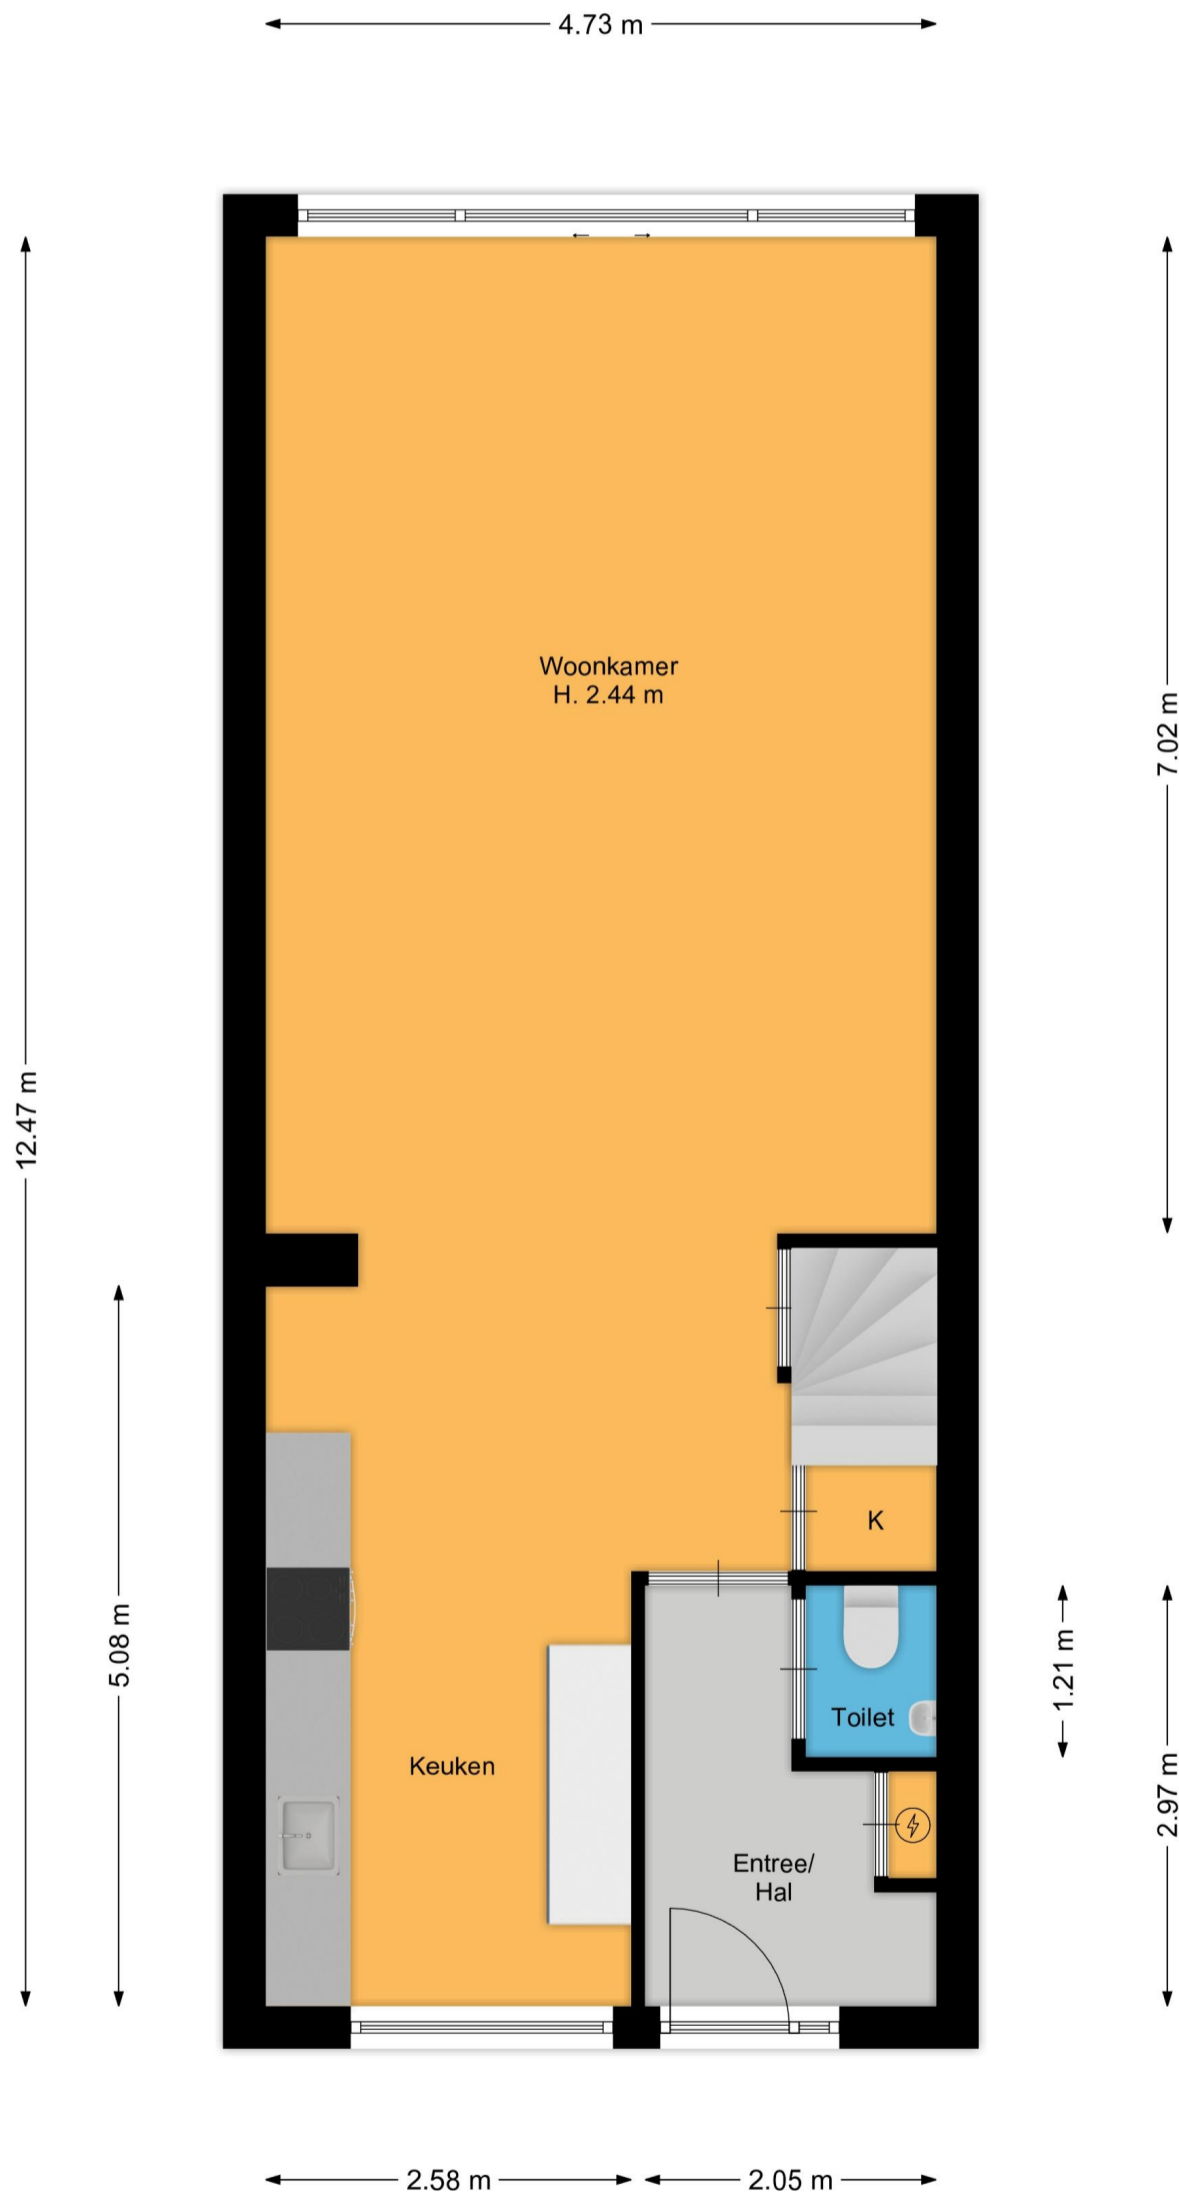 4.73 m
Woonkamer
H. 2.44 m
7.02 m
12.47 m
K
5.08 m
1.21 m
Toilet
Keuken
2.97 m
Entree/
Hal
2.58 m
2.05 m